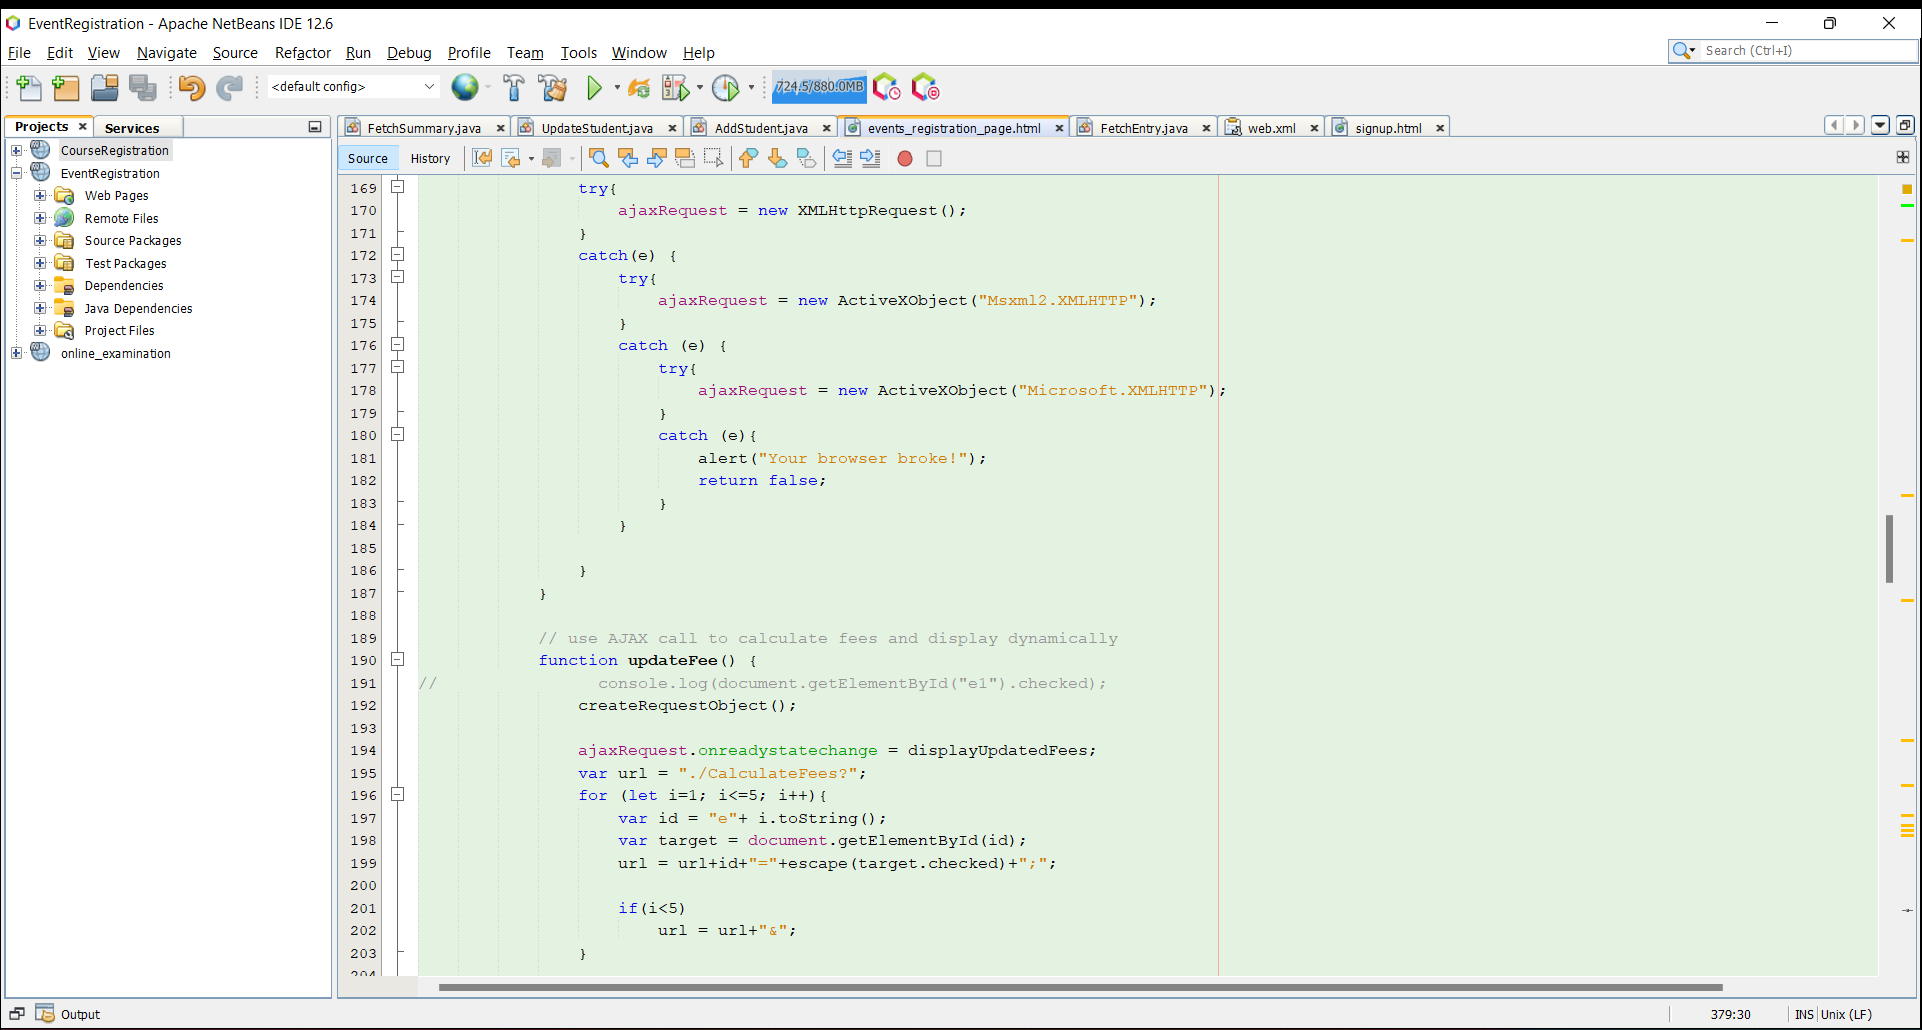 EventRegistration - Apache NetBeans IDE 12.6
File Edit View Navigate Source Refactor Run Debug Profile Team Tools Window Help
Search (Ctrl+I)
<default config>
724.5/880.0MB
Projects Services
FetchSummary.java UpdateStudent.java AddStudent.java events_registration_page.html FetchEntry.java web.xml signup.html
Source History
CourseRegistration
EventRegistration
Web Pages
Remote Files
Source Packages
Test Packages
Dependencies
Java Dependencies
Project Files
online_examination
169 try{
170 ajaxRequest = new XMLHttpRequest();
171 }
172 catch(e) {
173 try{
174 ajaxRequest = new ActiveXObject("Msxml2.XMLHTTP");
175 }
176 catch (e) {
177 try{
178 ajaxRequest = new ActiveXObject("Microsoft.XMLHTTP");
179 }
180 catch (e){
181 alert("Your browser broke!");
182 return false;
183 }
184 }
185
186 }
187 }
188
189 // use AJAX call to calculate fees and display dynamically
190 function updateFee() {
191 // console.log(document.getElementById("e1").checked);
192 createRequestObject();
193
194 ajaxRequest.onreadystatechange = displayUpdatedFees;
195 var url = "./CalculateFees?";
196 for (let i=1; i<=5; i++){
197 var id = "e"+ i.toString();
198 var target = document.getElementById(id);
199 url = url+id+"="+escape(target.checked)+";";
200
201 if(i<5)
202 url = url+"&";
203 }
204
Output
379:30 INS Unix (LF)